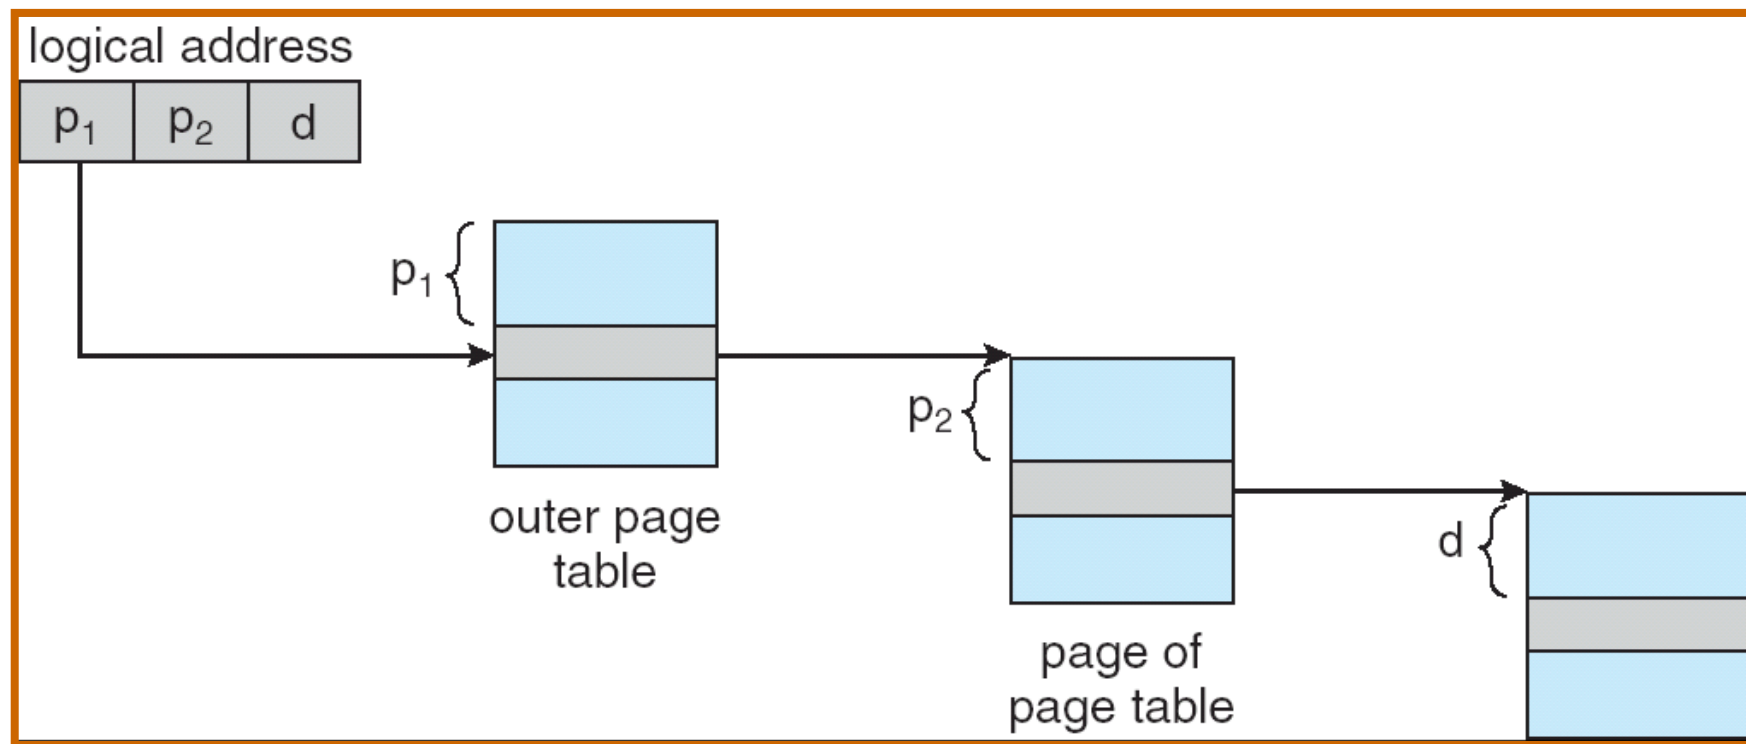 logical address
p₁ p₂ d
p₁
outer page
table
p₂
page of
page table
d